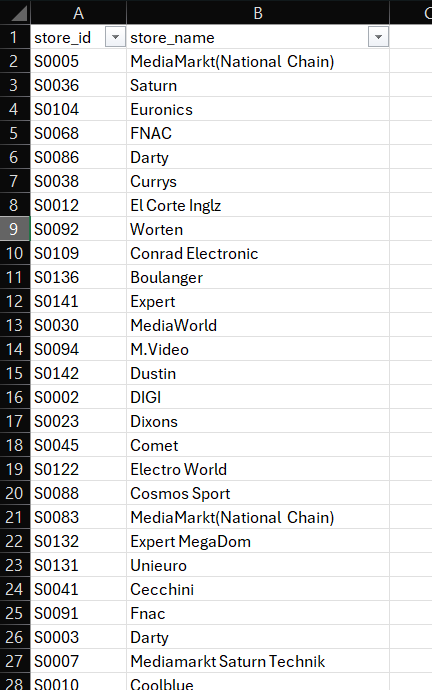 A B C
1 store_id store_name
2 S0005 MediaMarkt(National Chain)
3 S0036 Saturn
4 S0104 Euronics
5 S0068 FNAC
6 S0086 Darty
7 S0038 Currys
8 S0012 El Corte Inglz
9 S0092 Worten
10 S0109 Conrad Electronic
11 S0136 Boulanger
12 S0141 Expert
13 S0030 MediaWorld
14 S0094 M.Video
15 S0142 Dustin
16 S0002 DIGI
17 S0023 Dixons
18 S0045 Comet
19 S0122 Electro World
20 S0088 Cosmos Sport
21 S0083 MediaMarkt(National Chain)
22 S0132 Expert MegaDom
23 S0131 Unieuro
24 S0041 Cecchini
25 S0091 Fnac
26 S0003 Darty
27 S0007 Mediamarkt Saturn Technik
28 S0010 Coolblue